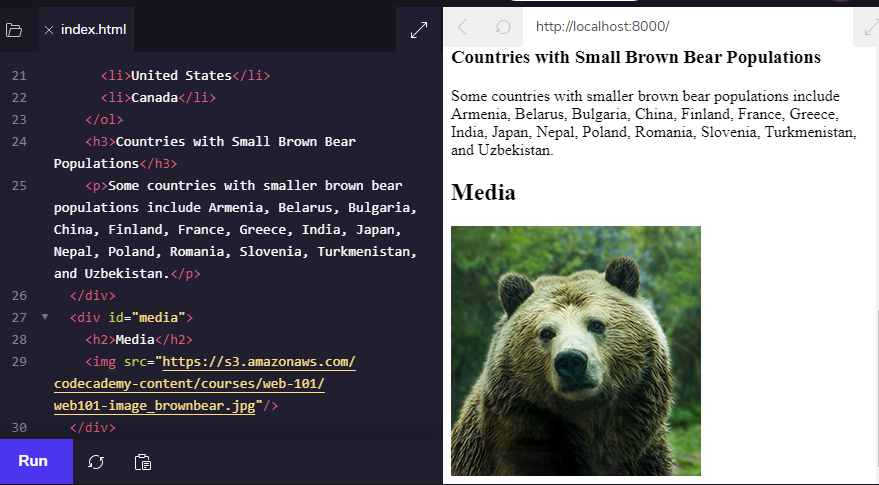 index.html
21 <li>United States</li>
22 <li>Canada</li>
23 </ol>
24 <h3>Countries with Small Brown Bear
Populations</h3>
25 <p>Some countries with smaller brown bear
populations include Armenia, Belarus, Bulgaria,
China, Finland, France, Greece, India, Japan,
Nepal, Poland, Romania, Slovenia, Turkmenistan,
and Uzbekistan.</p>
26 </div>
27 <div id="media">
28 <h2>Media</h2>
29 <img src="https://s3.amazonaws.com/
codecademy-content/courses/web-101/
web101-image_brownbear.jpg"/>
30 </div>
Run
http://localhost:8000/
Countries with Small Brown Bear Populations
Some countries with smaller brown bear populations include
Armenia, Belarus, Bulgaria, China, Finland, France, Greece,
India, Japan, Nepal, Poland, Romania, Slovenia, Turkmenistan,
and Uzbekistan.
Media